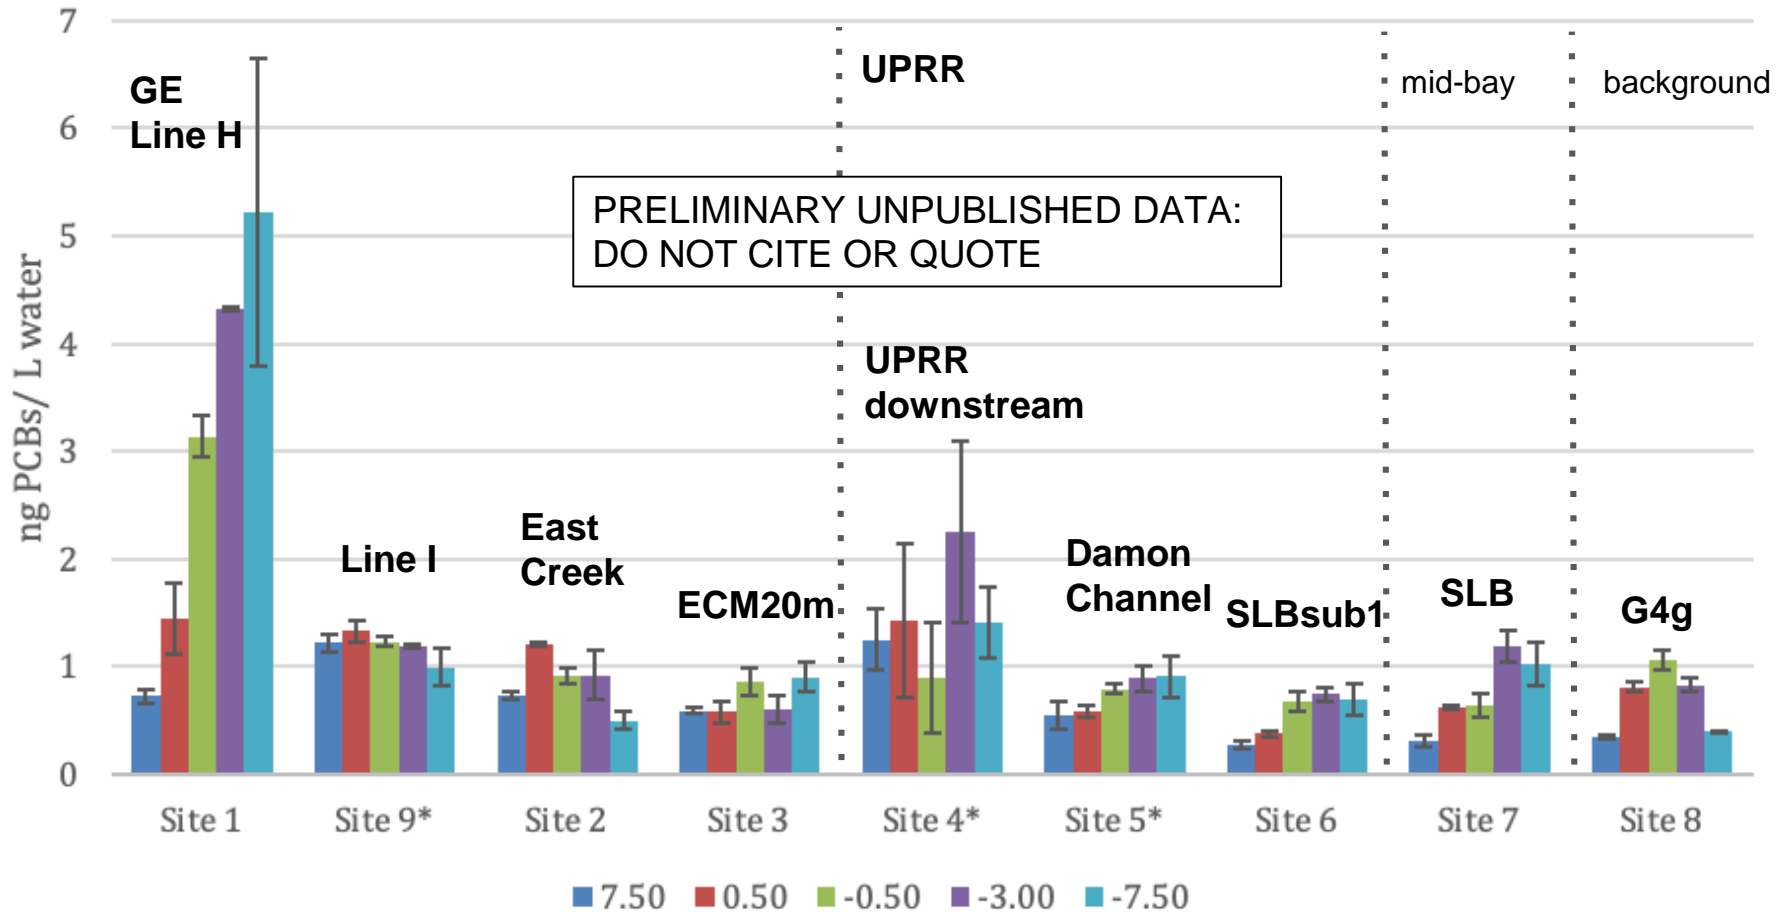 7
6
5
4
3
2
1
0
ng PCBs/ L water
GE
Line H
UPRR
mid-bay
background
PRELIMINARY UNPUBLISHED DATA:
DO NOT CITE OR QUOTE
UPRR
downstream
Line I
East
Creek
ECM20m
Damon
Channel
SLBsub1
SLB
G4g
Site 1
Site 9*
Site 2
Site 3
Site 4*
Site 5*
Site 6
Site 7
Site 8
7.50 0.50 -0.50 -3.00 -7.50